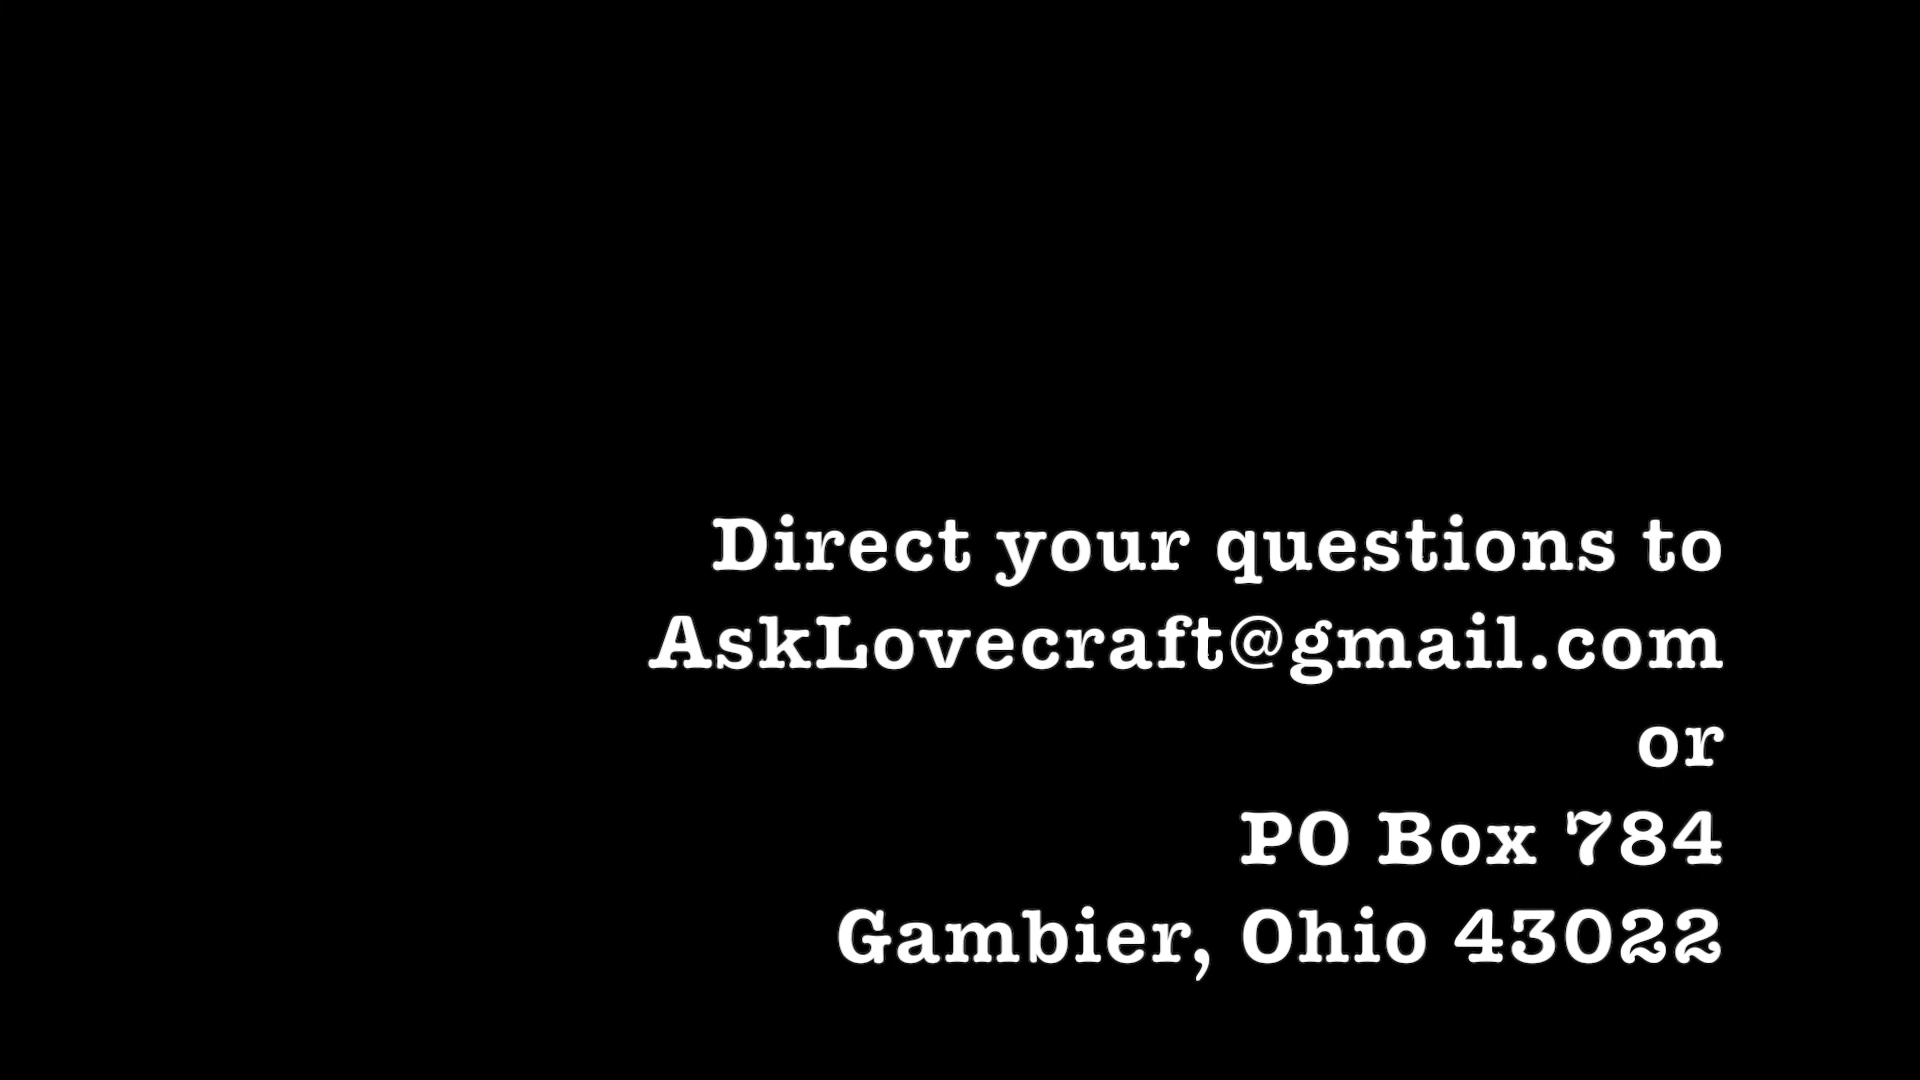 Direct your questions to
AskLovecraft@gmail.com
or
PO Box 784
Gambier, Ohio 43022